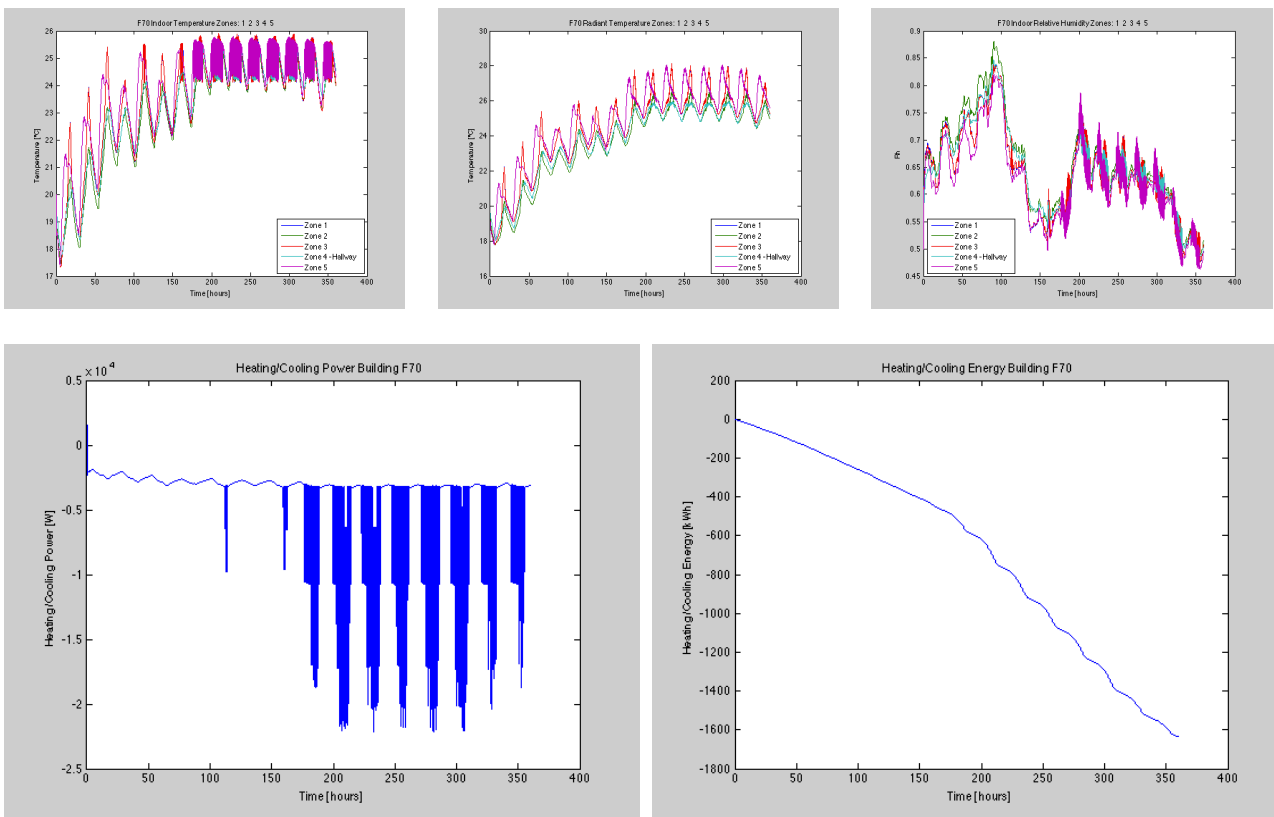 F70 Indoor Temperature Zones: 1 2 3 4 5
26
25
24
23
22
21
20
19
18
17
Temperature [ºC]
0 50 100 150 200 250 300 350 400
Time [hours]
Zone 1
Zone 2
Zone 3
Zone 4 - Hallway
Zone 5
F70 Radiant Temperature Zones: 1 2 3 4 5
30
28
26
24
22
20
18
16
Temperature [ºC]
0 50 100 150 200 250 300 350 400
Time [hours]
Zone 1
Zone 2
Zone 3
Zone 4 - Hallway
Zone 5
F70 Indoor Relative Humidity Zones: 1 2 3 4 5
0.9
0.85
0.8
0.75
0.7
0.65
0.6
0.55
0.5
0.45
Rh
0 50 100 150 200 250 300 350 400
Time [hours]
Zone 1
Zone 2
Zone 3
Zone 4 - Hallway
Zone 5
Heating/Cooling Power Building F70
× 10 4
0.5
0
-0.5
-1
-1.5
-2
-2.5
Heating/Cooling Power [W]
0 50 100 150 200 250 300 350 400
Time [hours]
Heating/Cooling Energy Building F70
200
0
-200
-400
-600
-800
-1000
-1200
-1400
-1600
-1800
Heating/Cooling Energy [kWh]
0 50 100 150 200 250 300 350 400
Time [hours]